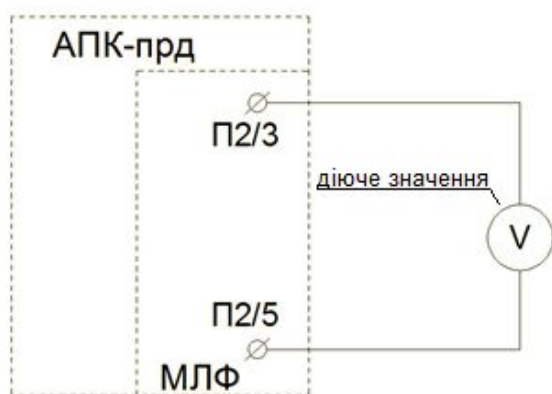 АПК-прд
П2/3
діюче значення
V
П2/5
МЛФ